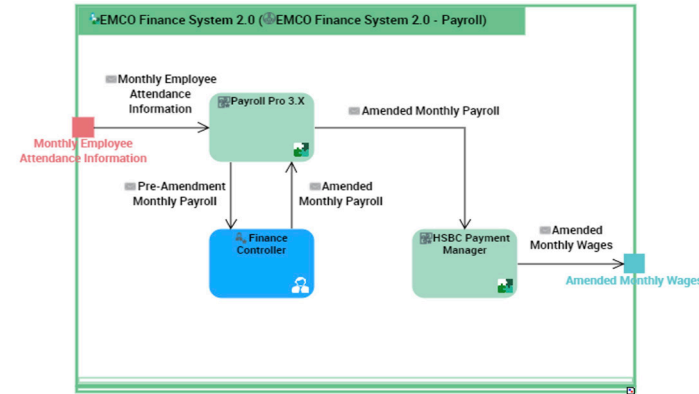 EMCO Finance System 2.0 (EMCO Finance System 2.0 - Payroll)
Monthly Employee
Attendance
Information
Payroll Pro 3.X
Amended Monthly Payroll
Monthly Employee
Attendance Information
Pre-Amendment
Monthly Payroll
Amended
Monthly Payroll
Finance
Controller
HSBC Payment
Manager
Amended
Monthly Wages
Amended Monthly Wages